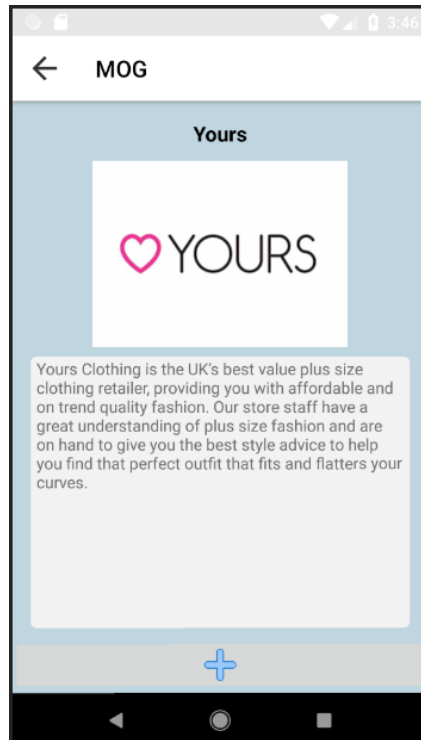 3:46
MOG
Yours
YOURS
Yours Clothing is the UK's best value plus size
clothing retailer, providing you with affordable and
on trend quality fashion. Our store staff have a
great understanding of plus size fashion and are
on hand to give you the best style advice to help
you find that perfect outfit that fits and flatters your
curves.